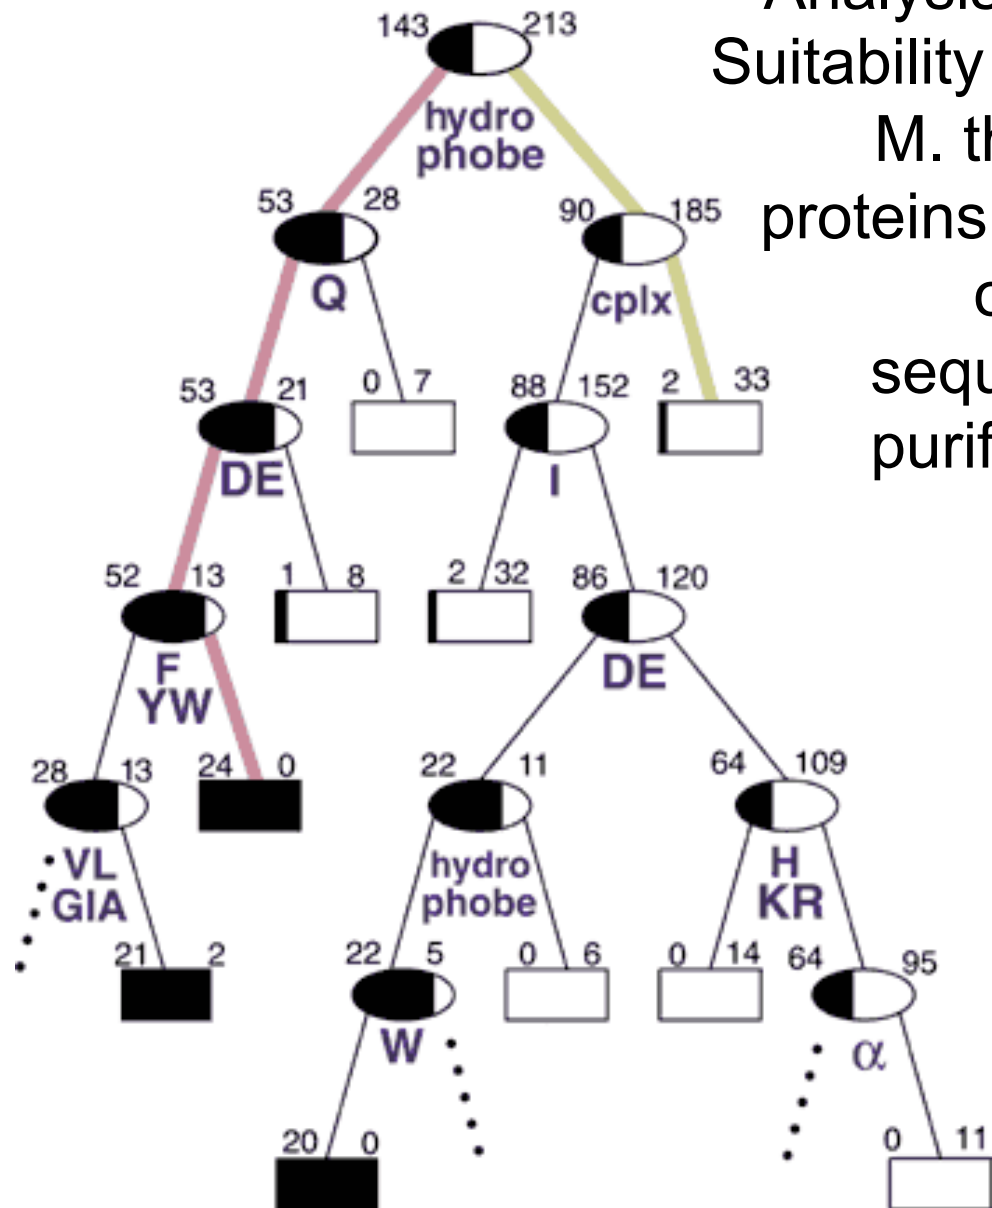 Analysis
143 213
Suitability
hydro
phobe
M. th
53 28 90 185
proteins
Q cplx
53 21 0 7 88 152 2 33
sequ
DE I
purif
52 13 1 8 2 32 86 120
F
YW
DE
28 13 24 0 22 11 64 109
VL
GIA
hydro
phobe
H
KR
21 2 22 5 0 6 0 14 64 95
W α
20 0 0 11